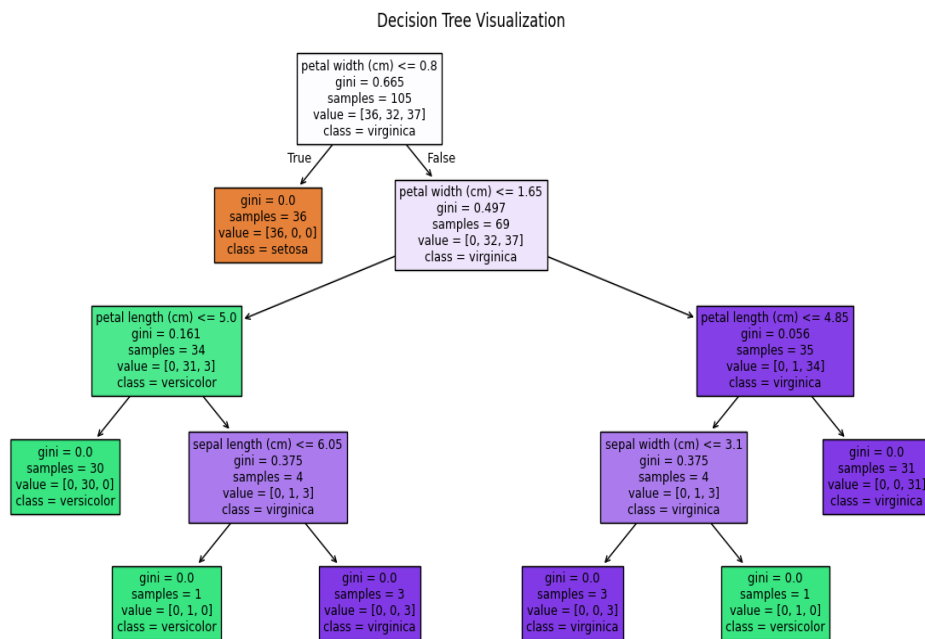 Decision Tree Visualization
petal width (cm) <= 0.8
gini = 0.665
samples = 105
value = [36, 32, 37]
class = virginica
True
False
gini = 0.0
samples = 36
value = [36, 0, 0]
class = setosa
petal width (cm) <= 1.65
gini = 0.497
samples = 69
value = [0, 32, 37]
class = virginica
petal length (cm) <= 5.0
gini = 0.161
samples = 34
value = [0, 31, 3]
class = versicolor
petal length (cm) <= 4.85
gini = 0.056
samples = 35
value = [0, 1, 34]
class = virginica
gini = 0.0
samples = 30
value = [0, 30, 0]
class = versicolor
sepal length (cm) <= 6.05
gini = 0.375
samples = 4
value = [0, 1, 3]
class = virginica
sepal width (cm) <= 3.1
gini = 0.375
samples = 4
value = [0, 1, 3]
class = virginica
gini = 0.0
samples = 31
value = [0, 0, 31]
class = virginica
gini = 0.0
samples = 1
value = [0, 1, 0]
class = versicolor
gini = 0.0
samples = 3
value = [0, 0, 3]
class = virginica
gini = 0.0
samples = 3
value = [0, 0, 3]
class = virginica
gini = 0.0
samples = 1
value = [0, 1, 0]
class = versicolor